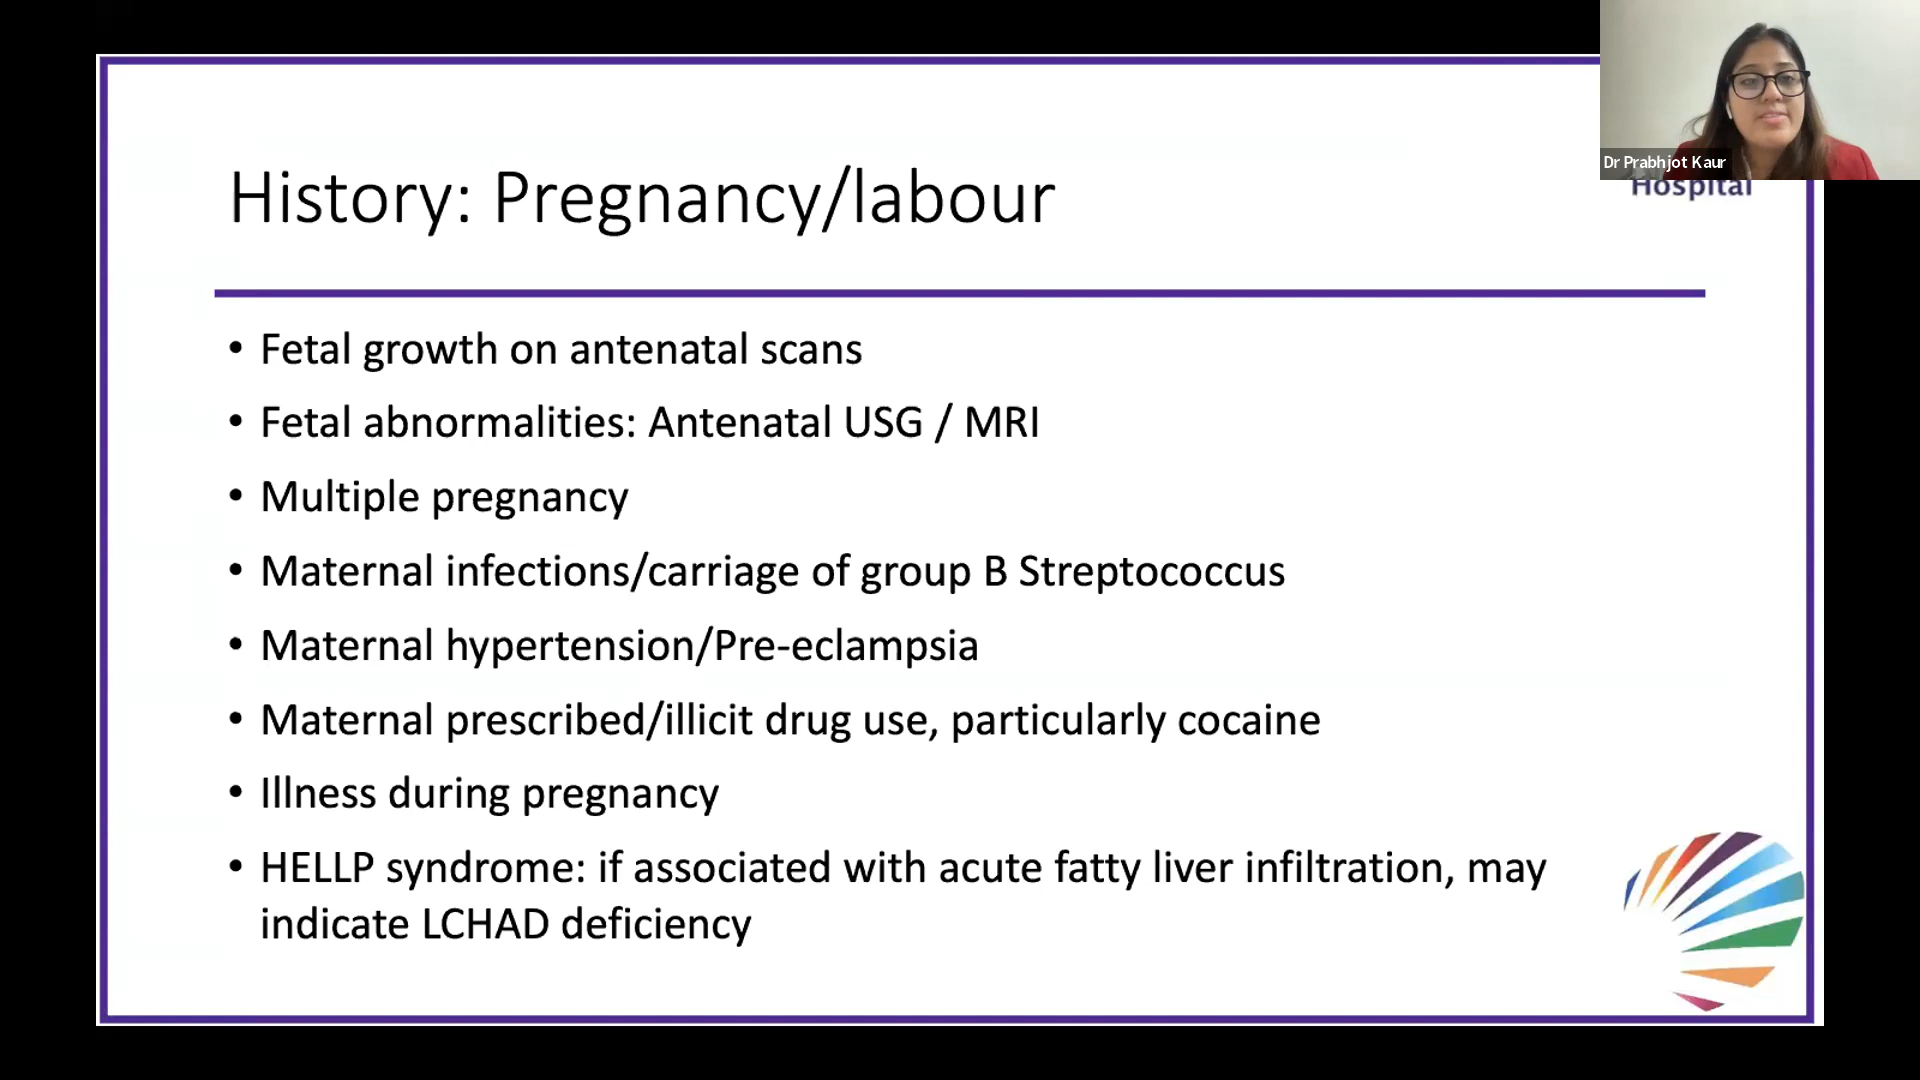 Dr Prabhjot Kaur
Hospital
History: Pregnancy/labour
• Fetal growth on antenatal scans
• Fetal abnormalities: Antenatal USG / MRI
• Multiple pregnancy
• Maternal infections/carriage of group B Streptococcus
• Maternal hypertension/Pre-eclampsia
• Maternal prescribed/illicit drug use, particularly cocaine
• Illness during pregnancy
• HELLP syndrome: if associated with acute fatty liver infiltration, may
indicate LCHAD deficiency